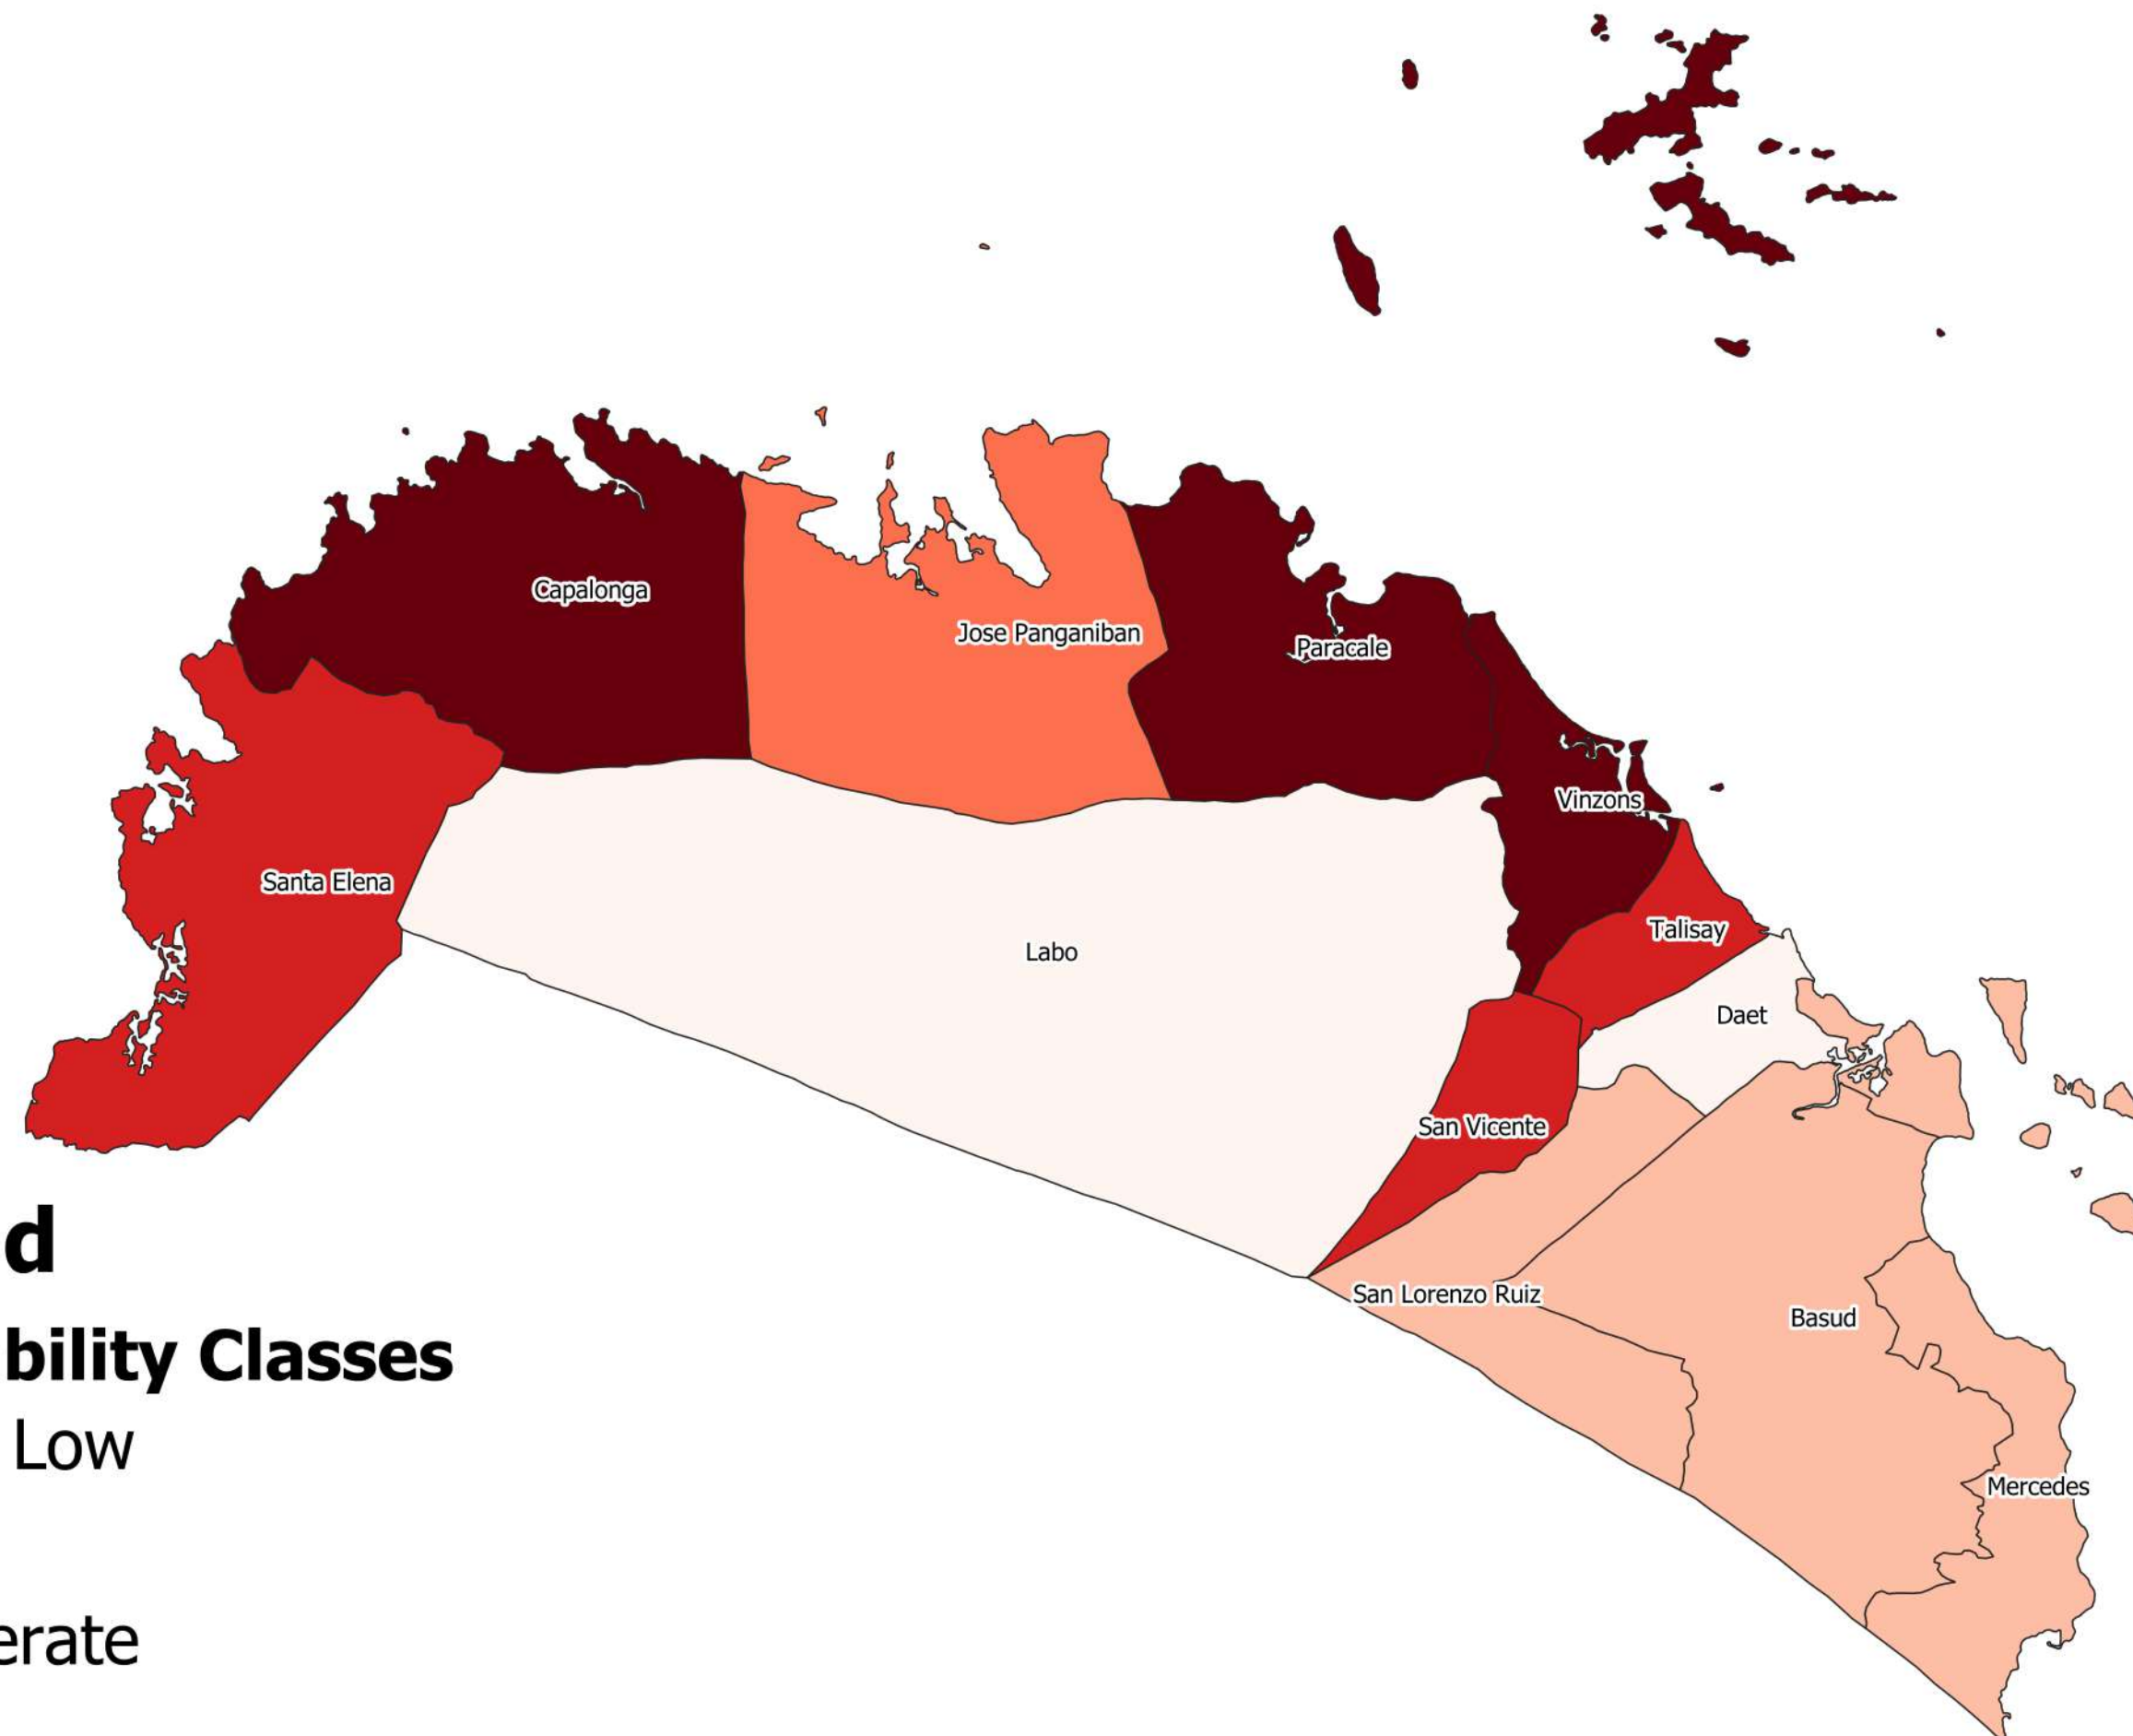 Capalonga
Jose Panganiban
Paracale
Vinzons
Santa Elena
Talisay
Labo
Daet
San Vicente
San Lorenzo Ruiz
Basud
Mercedes
d
bility Classes
Low
erate